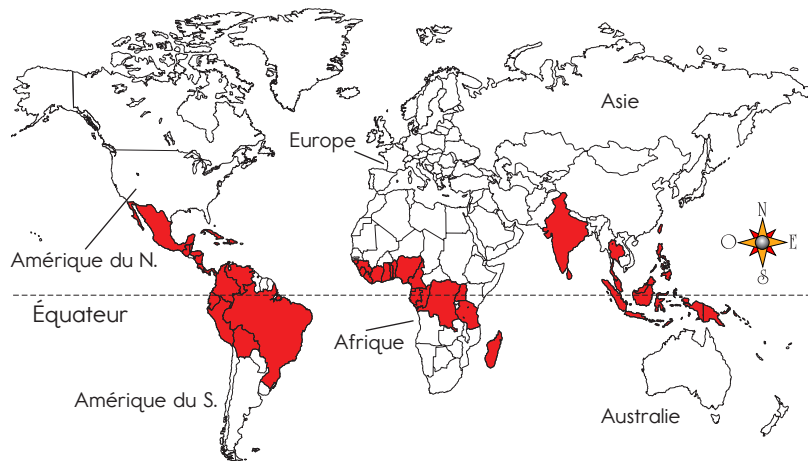 Asie
Europe
N
O
E
S
Amérique du N.
Équateur
Afrique
Amérique du S.
Australie